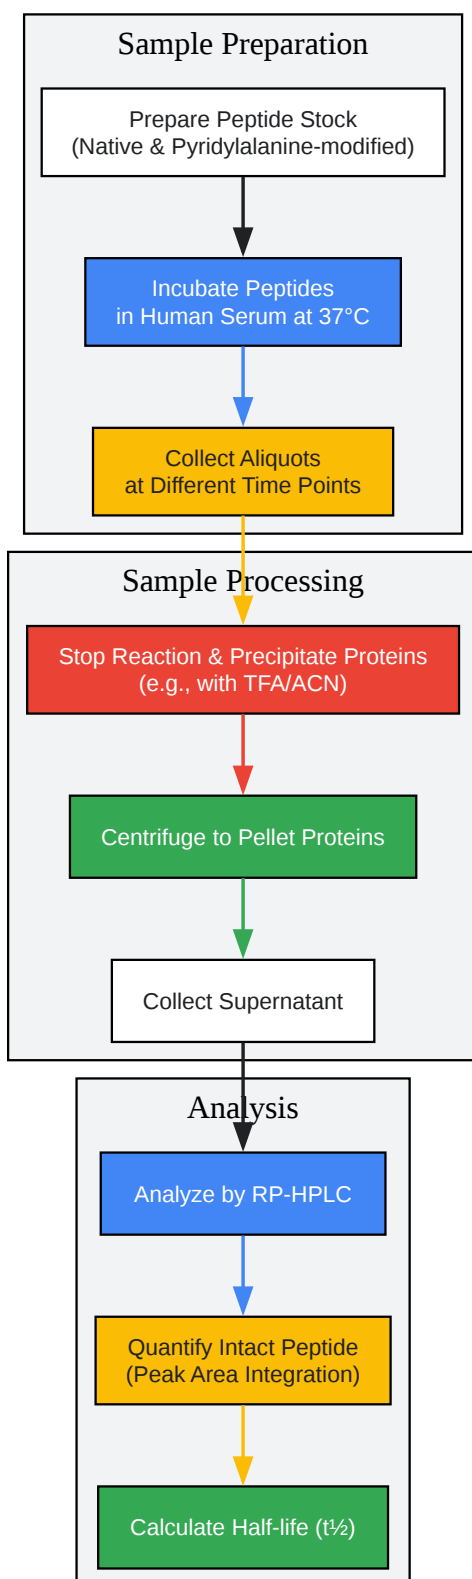 Sample Preparation
Prepare Peptide Stock
(Native & Pyridylalanine-modified)
Incubate Peptides
in Human Serum at 37°C
Collect Aliquots
at Different Time Points
Sample Processing
Stop Reaction & Precipitate Proteins
(e.g., with TFA/ACN)
Centrifuge to Pellet Proteins
Collect Supernatant
Analysis
Analyze by RP-HPLC
Quantify Intact Peptide
(Peak Area Integration)
Calculate Half-life (t½)